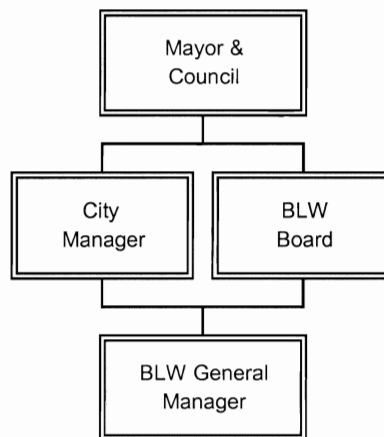 Mayor &
Council
City
Manager
BLW
Board
BLW General
Manager